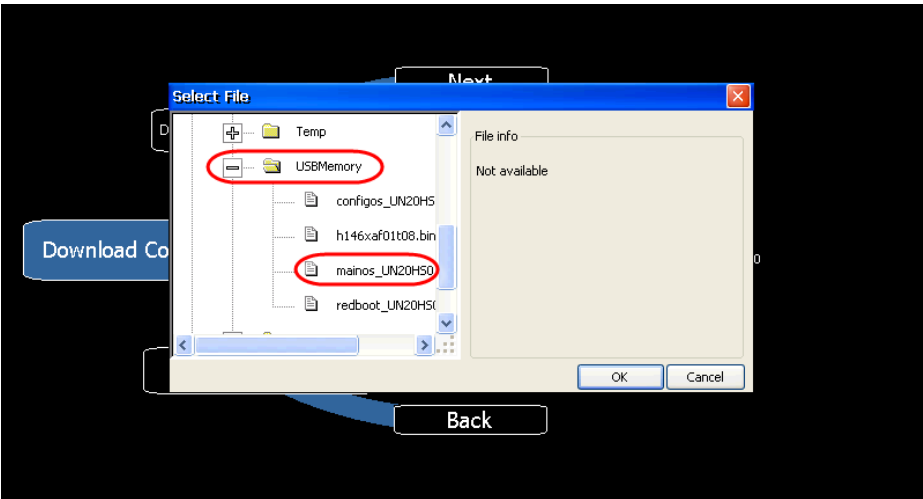 Next
Select File
D
Temp
File info
USBMemory
Not available
configos_UN20HS
h146xaf01t08.bin
Download Co
mainos_UN20HS0
0
redboot_UN20HS0
OK
Cancel
Back